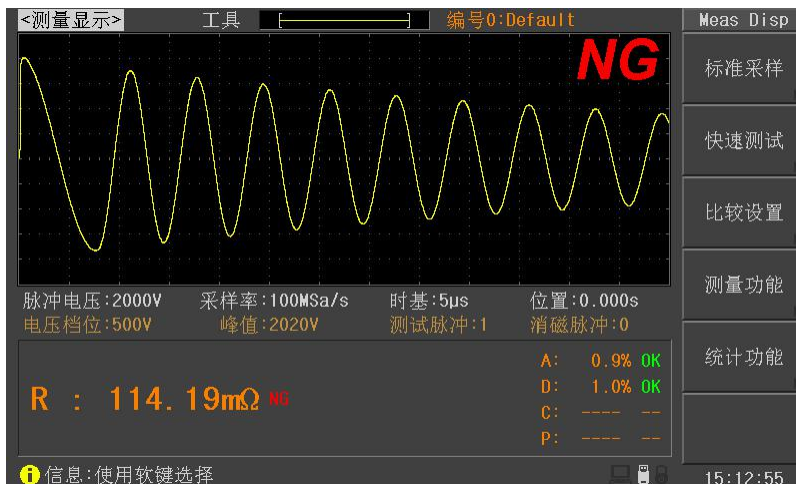 <测量显示> 工具 编号0:Default Meas Disp
NG
标准采样
快速测试
比较设置
测量功能
统计功能
脉冲电压:2000V 采样率:100MSa/s 时基:5μs 位置:0.000s
电压档位:500V 峰值:2020V 测试脉冲:1 消磁脉冲:0
R : 114.19mΩ NG
A: 0.9% OK
D: 1.0% OK
C: ---- --
P: ---- --
信息:使用软键选择 15:12:55